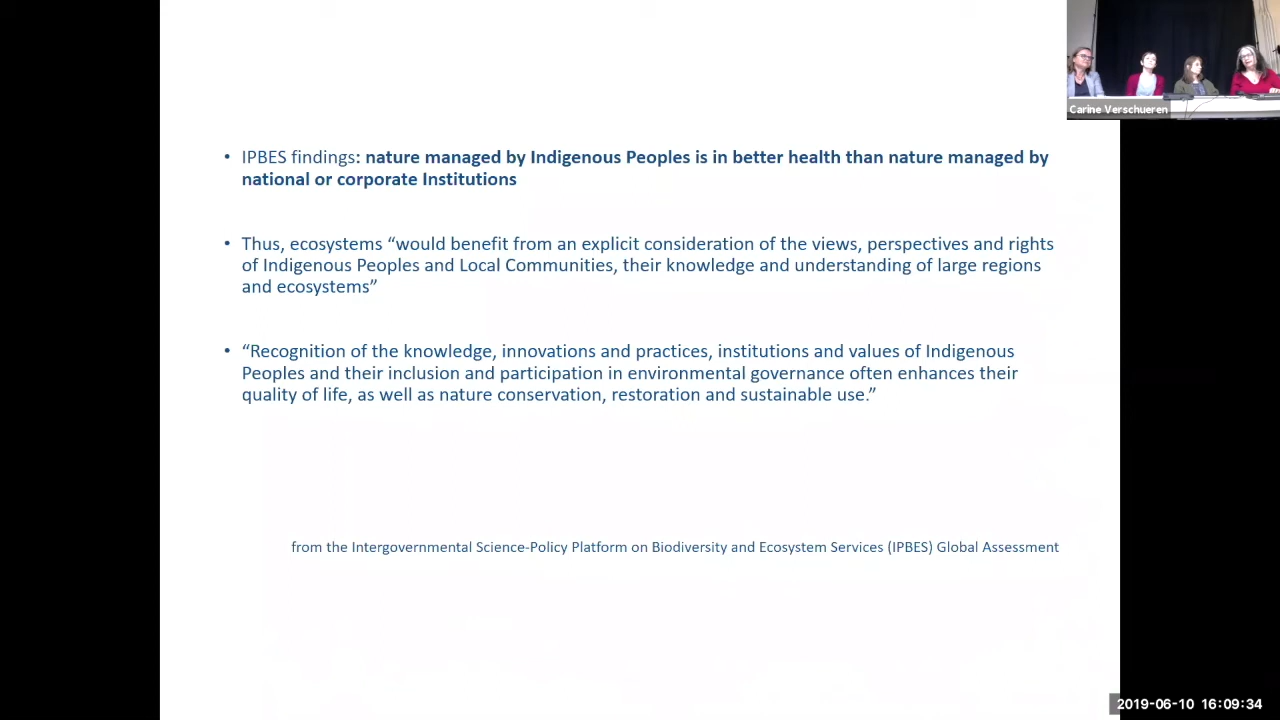 Carine Verschueren
• IPBES findings: nature managed by Indigenous Peoples is in better health than nature managed by
national or corporate Institutions
• Thus, ecosystems “would benefit from an explicit consideration of the views, perspectives and rights
of Indigenous Peoples and Local Communities, their knowledge and understanding of large regions
and ecosystems”
• “Recognition of the knowledge, innovations and practices, institutions and values of Indigenous
Peoples and their inclusion and participation in environmental governance often enhances their
quality of life, as well as nature conservation, restoration and sustainable use.”
from the Intergovernmental Science-Policy Platform on Biodiversity and Ecosystem Services (IPBES) Global Assessment
2019-06-10 16:09:34